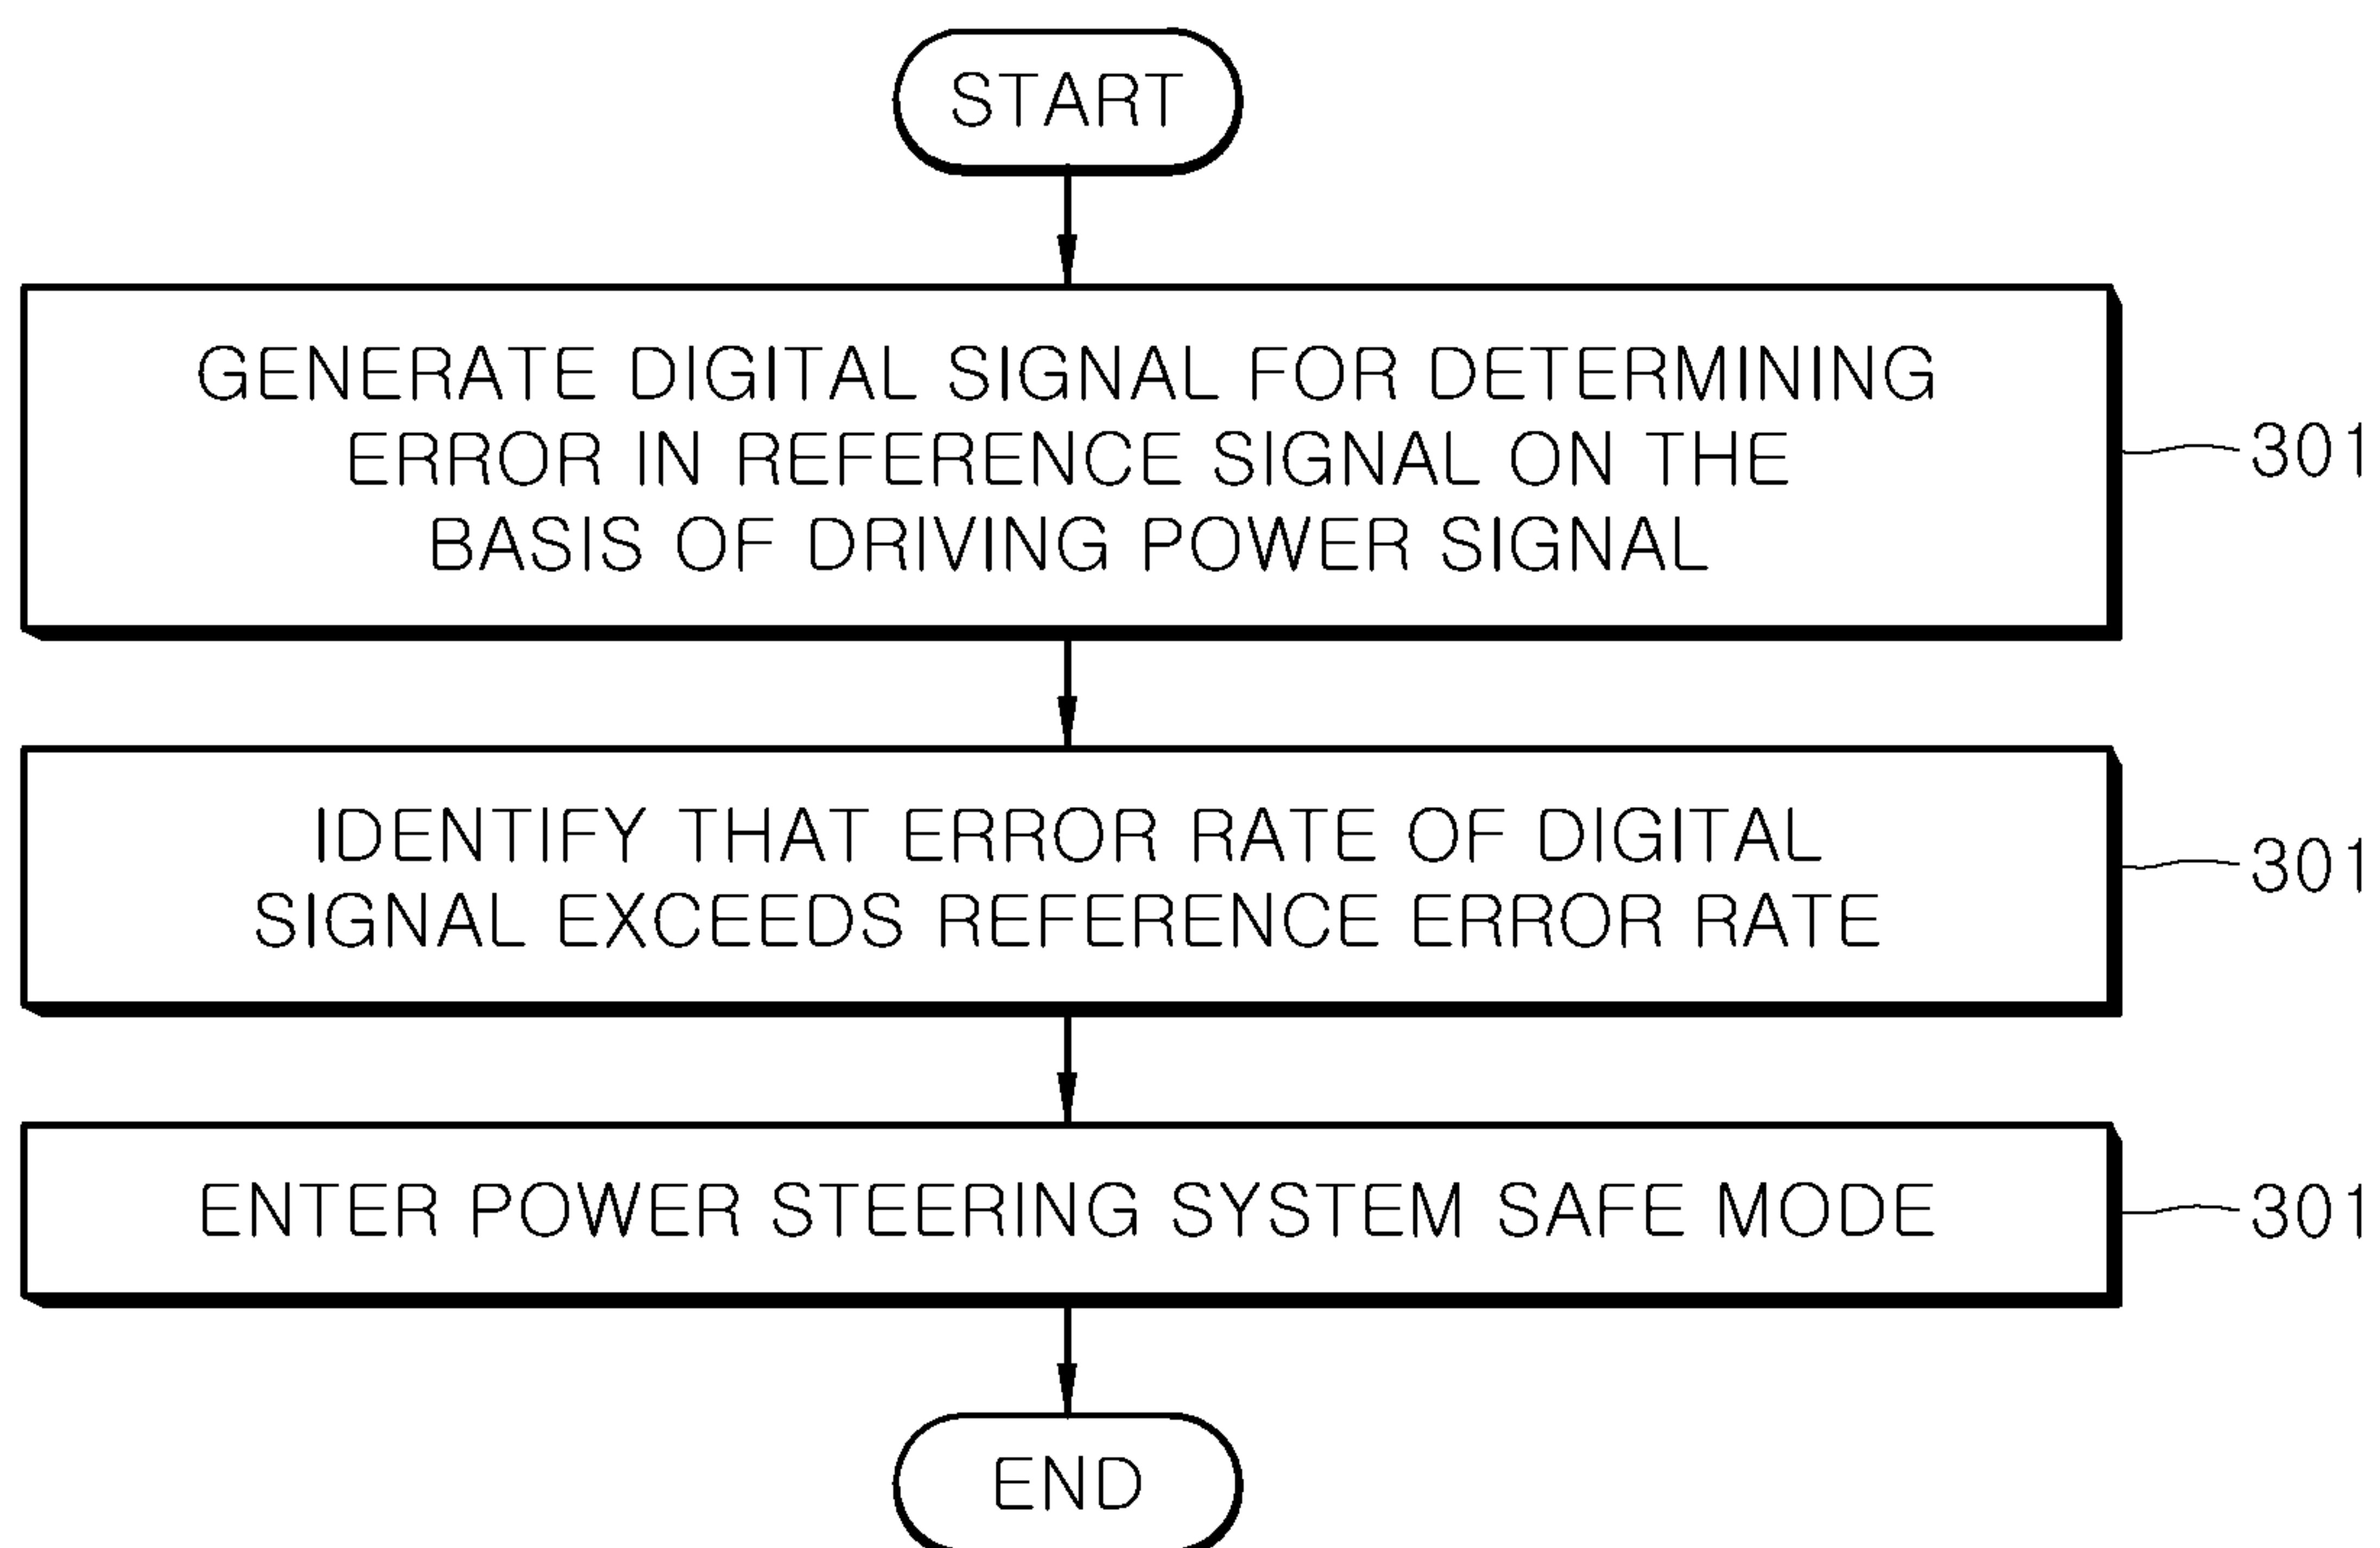 START
GENERATE DIGITAL SIGNAL FOR DETERMINING
ERROR IN REFERENCE SIGNAL ON THE
BASIS OF DRIVING POWER SIGNAL
301
IDENTIFY THAT ERROR RATE OF DIGITAL
SIGNAL EXCEEDS REFERENCE ERROR RATE
301
ENTER POWER STEERING SYSTEM SAFE MODE
301
END